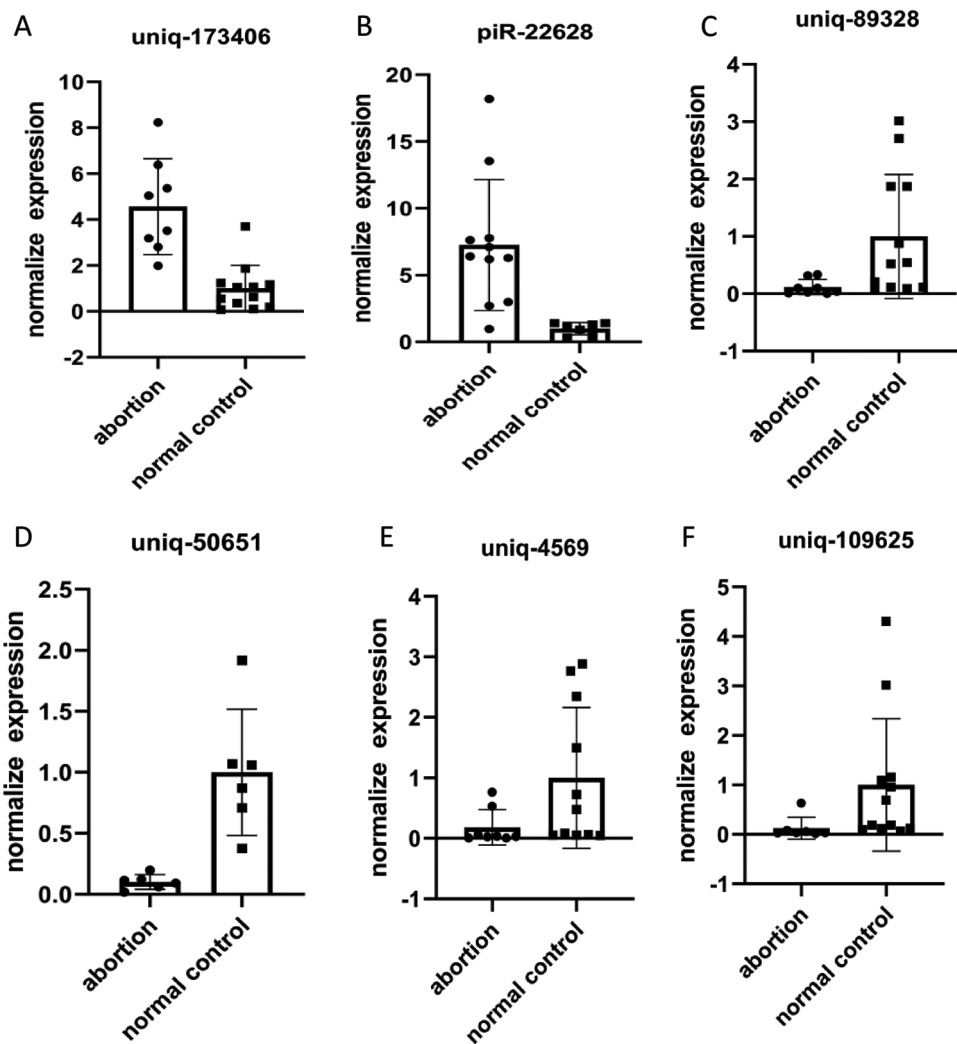 A
uniq-173406
normalize expression
10
8
6
4
2
0
-2
abortion
normal control
B
piR-22628
normalize expression
20
15
10
5
0
abortion
normal control
C
uniq-89328
normalize expression
4
3
2
1
0
-1
abortion
normal control
D
uniq-50651
normalize expression
2.5
2.0
1.5
1.0
0.5
0.0
abortion
normal control
E
uniq-4569
normalize expression
4
3
2
1
0
-1
abortion
normal control
F
uniq-109625
normalize expression
5
4
3
2
1
0
-1
abortion
normal control